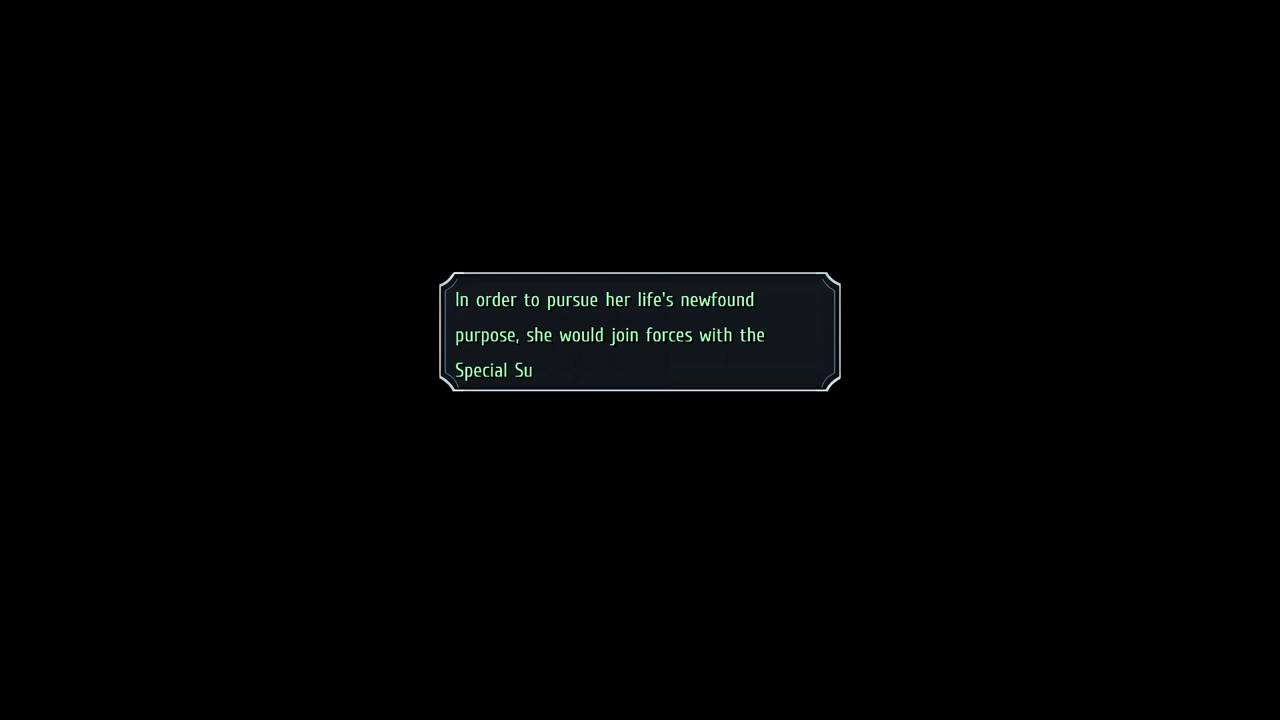 In order to pursue her life's newfound
purpose, she would join forces with the
Special Su